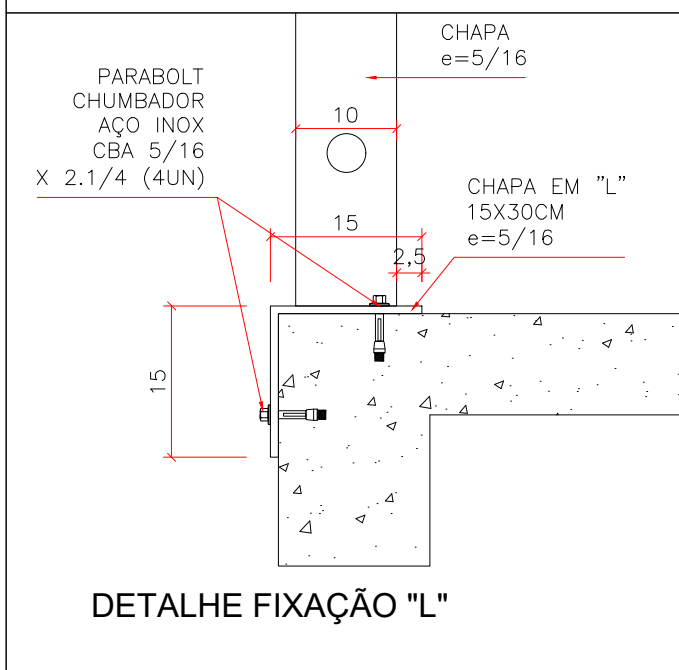 CHAPA
e=5/16
PARABOLT
CHUMBADOR
AÇO INOX
CBA 5/16
X 2.1/4 (4UN)
10
CHAPA EM "L"
15X30CM
e=5/16
15
2,5
15
DETALHE FIXAÇÃO "L"